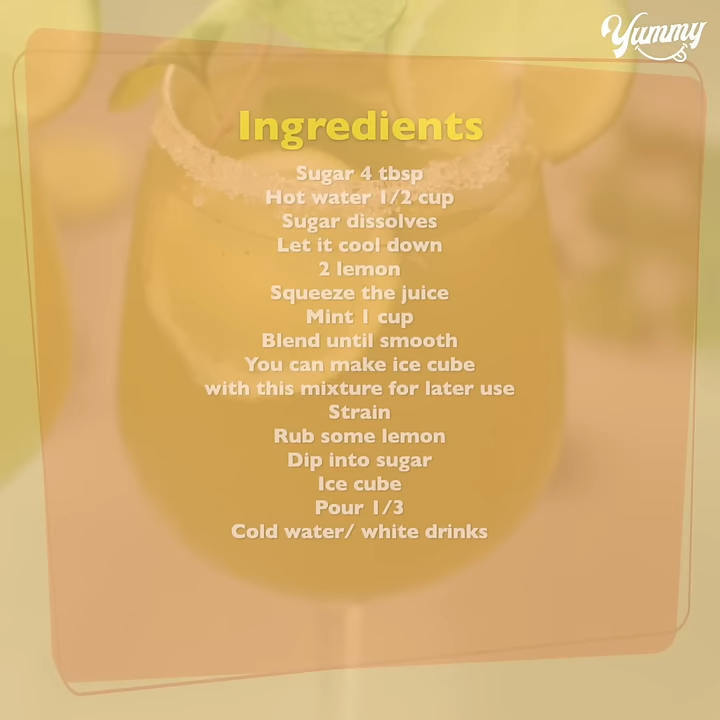 Yummy
Ingredients
Sugar 4 tbsp
Hot water 1/2 cup
Sugar dissolves
Let it cool down
2 lemon
Squeeze the juice
Mint 1 cup
Blend until smooth
You can make ice cube
with this mixture for later use
Strain
Rub some lemon
Dip into sugar
Ice cube
Pour 1/3
Cold water/ white drinks